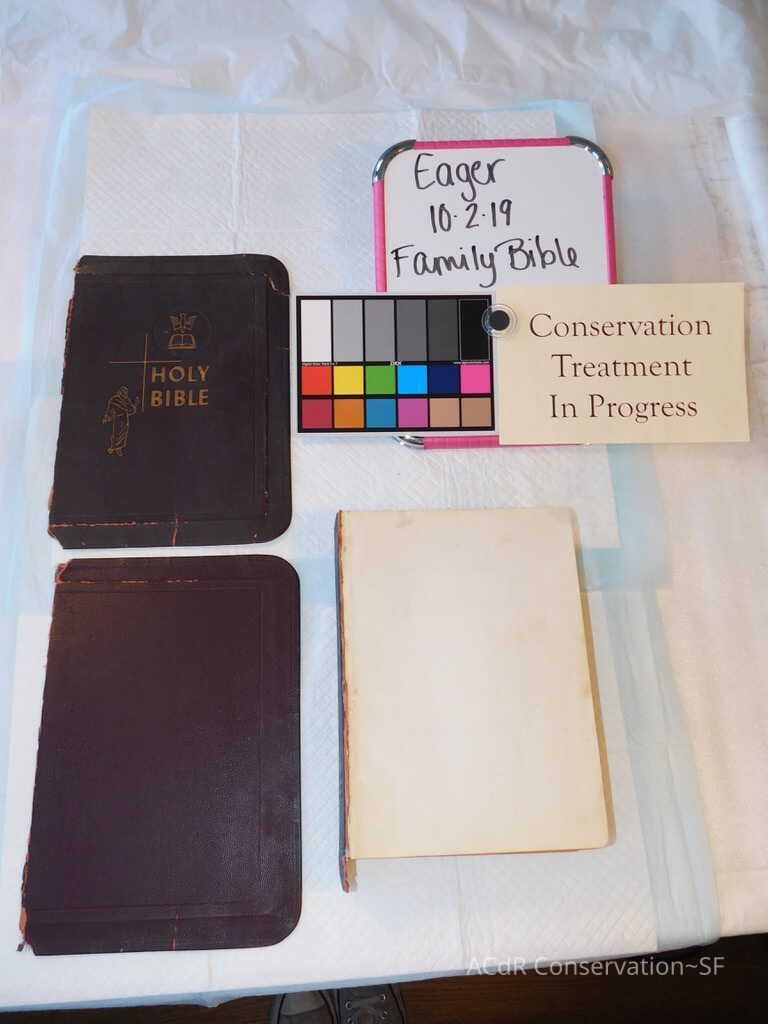 Eager
10·2·19
Family Bible
Conservation
Treatment
In Progress
HOLY
BIBLE
ACdR Conservation~SF